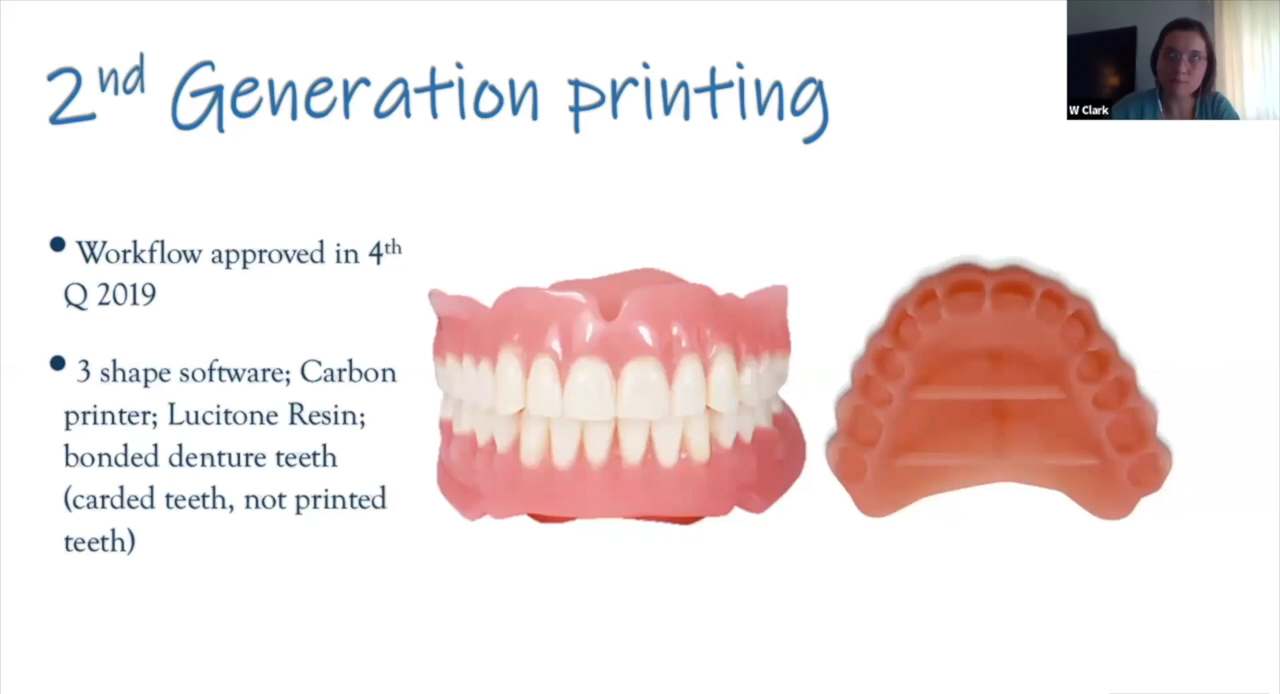 2nd Generation printing
W Clark
• Workflow approved in 4th
Q 2019
• 3 shape software; Carbon
printer; Lucitone Resin;
bonded denture teeth
(carded teeth, not printed
teeth)